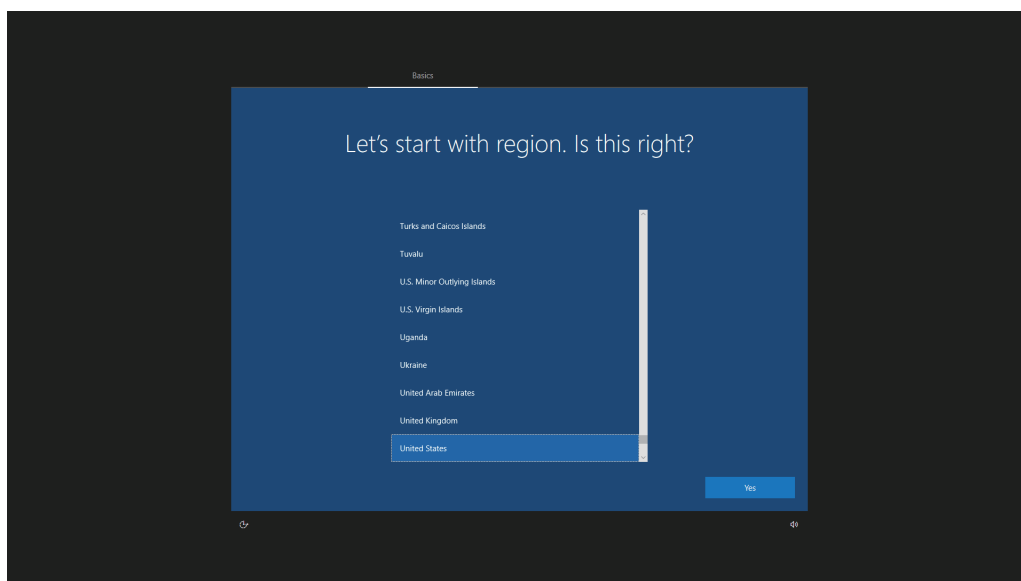 Basics
Let's start with region. Is this right?
Turks and Caicos Islands
Tuvalu
U.S. Minor Outlying Islands
U.S. Virgin Islands
Uganda
Ukraine
United Arab Emirates
United Kingdom
United States
Yes